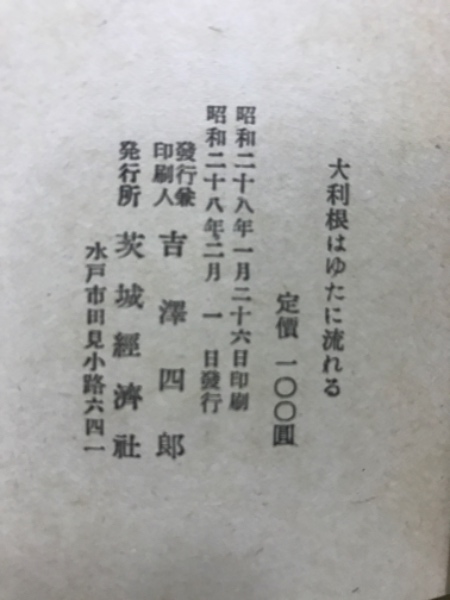 大利根はゆたに流れる
定價 一〇〇圓
昭和二十八年一月二十六日印刷
昭和二十八年二月 一 日發行
發行兼印刷人 吉澤四郎
発行所 茨城經濟社
水戸市田見小路六四一